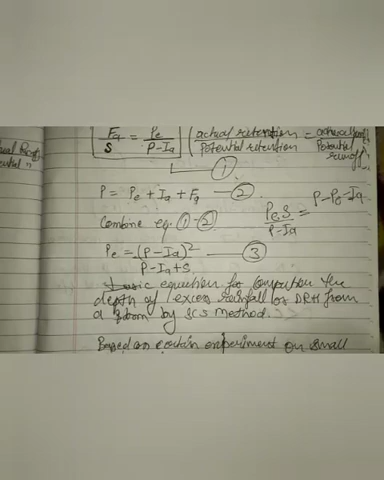 Fa/S = Pe/P-Ia (actual retention/Potential retention = actual runoff/Potential runoff)
①
P = Pe + Ia + Fa — ②
Combine eq. ① – ②
Pe S/P-Ia = P-Pe-Ia
Pe = (P-Ia)²/P-Ia+S — ③
Basic equation for compution the
depth of excess rainfall or DRH from
a storm by SCS method.
Based on certain experiment on small